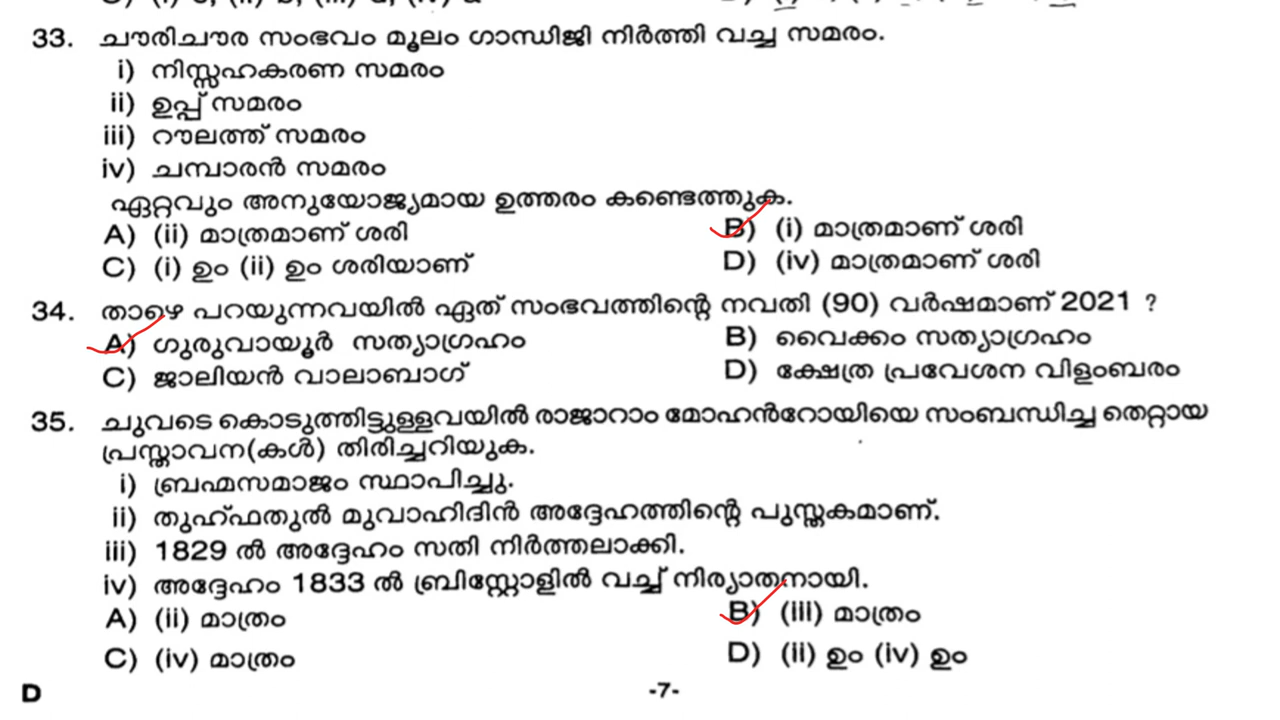 33. ചൗരിചൗര സംഭവം മൂലം ഗാന്ധിജി നിർത്തി വച്ച സമരം.
i) നിസ്സഹകരണ സമരം
ii) ഉപ്പ് സമരം
iii) റൗലത്ത് സമരം
iv) ചമ്പാരൻ സമരം
ഏറ്റവും അനുയോജ്യമായ ഉത്തരം കണ്ടെത്തുക.
A) (ii) മാത്രമാണ് ശരി B) (i) മാത്രമാണ് ശരി
C) (i) ഉം (ii) ഉം ശരിയാണ് D) (iv) മാത്രമാണ് ശരി
34. താഴെ പറയുന്നവയിൽ ഏത് സംഭവത്തിന്റെ നവതി (90) വർഷമാണ് 2021 ?
A) ഗുരുവായൂർ സത്യാഗ്രഹം B) വൈക്കം സത്യാഗ്രഹം
C) ജാലിയൻ വാലാബാഗ് D) ക്ഷേത്ര പ്രവേശന വിളംബരം
35. ചുവടെ കൊടുത്തിട്ടുള്ളവയിൽ രാജാറാം മോഹൻറോയിയെ സംബന്ധിച്ച തെറ്റായ
പ്രസ്താവന(കൾ) തിരിച്ചറിയുക.
i) ബ്രഹ്മസമാജം സ്ഥാപിച്ചു.
ii) തുഹ്ഫതുൽ മുവാഹിദിൻ അദ്ദേഹത്തിന്റെ പുസ്തകമാണ്.
iii) 1829 ൽ അദ്ദേഹം സതി നിർത്തലാക്കി.
iv) അദ്ദേഹം 1833 ൽ ബ്രിസ്റ്റോളിൽ വച്ച് നിര്യാതനായി.
A) (ii) മാത്രം B) (iii) മാത്രം
C) (iv) മാത്രം D) (ii) ഉം (iv) ഉം
D -7-